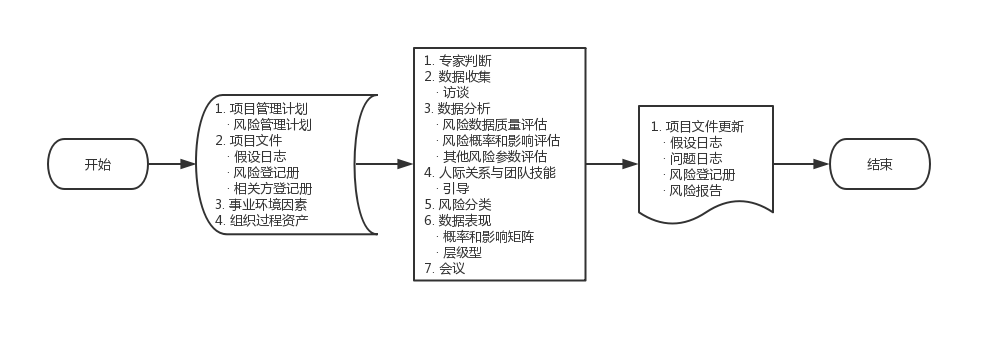 开始
1. 项目管理计划
· 风险管理计划
2. 项目文件
· 假设日志
· 风险登记册
· 相关方登记册
3. 事业环境因素
4. 组织过程资产
1. 专家判断
2. 数据收集
· 访谈
3. 数据分析
· 风险数据质量评估
· 风险概率和影响评估
· 其他风险参数评估
4. 人际关系与团队技能
· 引导
5. 风险分类
6. 数据表现
· 概率和影响矩阵
· 层级型
7. 会议
1. 项目文件更新
· 假设日志
· 问题日志
· 风险登记册
· 风险报告
结束